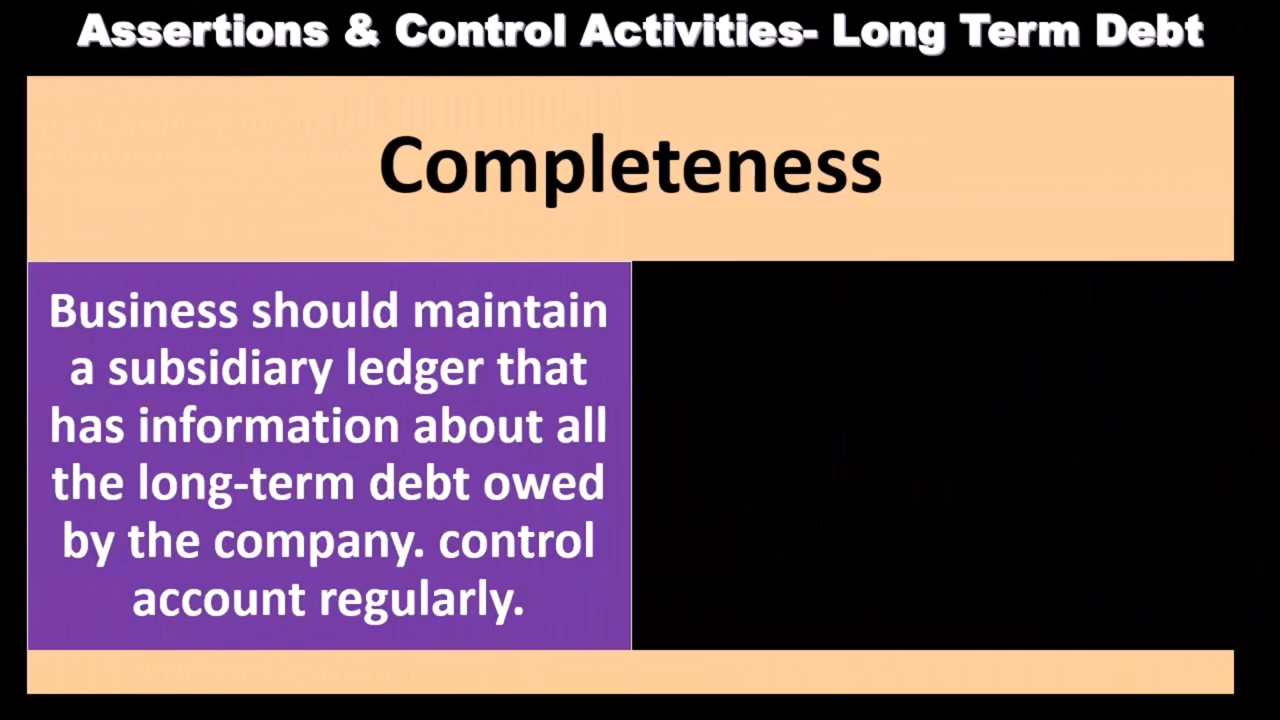 Assertions & Control Activities- Long Term Debt
Completeness
Business should maintain
a subsidiary ledger that
has information about all
the long-term debt owed
by the company. control
account regularly.